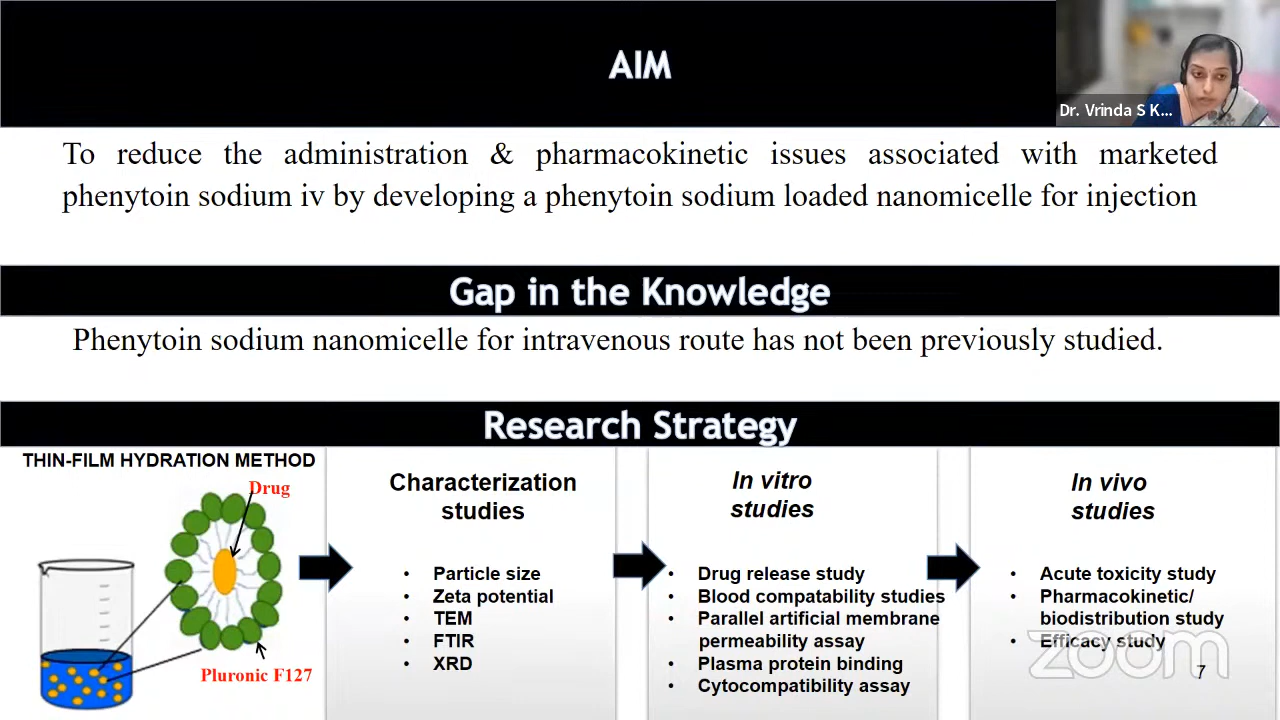 AIM
Dr. Vrinda S K...
To reduce the administration & pharmacokinetic issues associated with marketed
phenytoin sodium iv by developing a phenytoin sodium loaded nanomicelle for injection
Gap in the Knowledge
Phenytoin sodium nanomicelle for intravenous route has not been previously studied.
Research Strategy
THIN-FILM HYDRATION METHOD
Drug
Pluronic F127
Characterization
studies
• Particle size
• Zeta potential
• TEM
• FTIR
• XRD
In vitro
studies
• Drug release study
• Blood compatability studies
• Parallel artificial membrane
permeability assay
• Plasma protein binding
• Cytocompatibility assay
In vivo
studies
• Acute toxicity study
• Pharmacokinetic/
biodistribution study
• Efficacy study
zoom
7